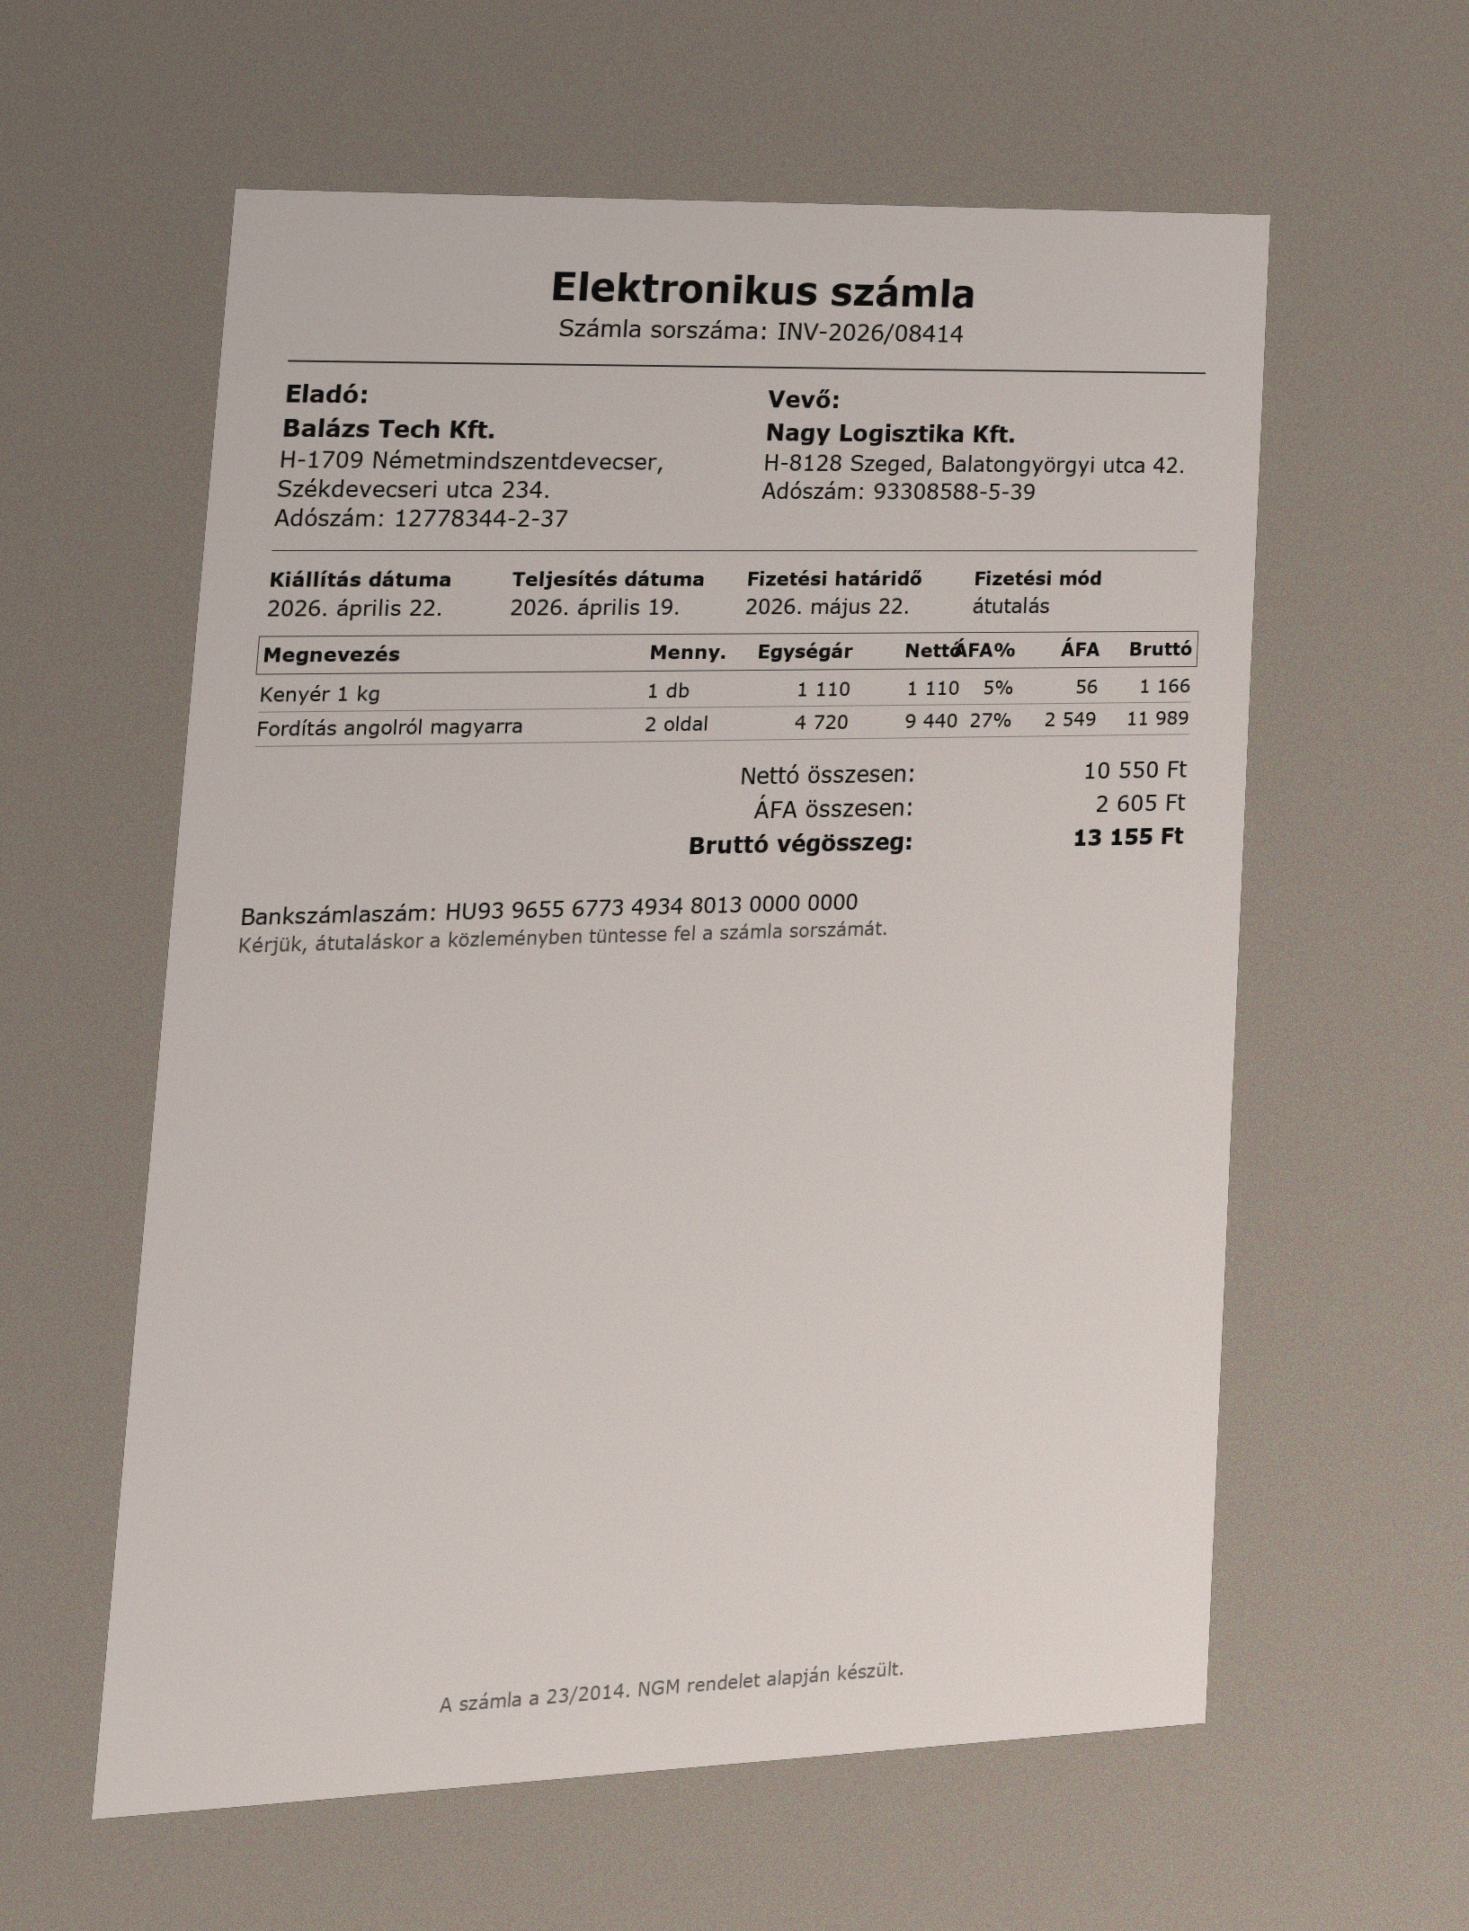 Elektronikus számla
Számla sorszáma: INV-2026/08414
Eladó:
Balázs Tech Kft.
H-1709 Németmindszentdevecser,
Székdevecseri utca 234.
Adószám: 12778344-2-37
Vevő:
Nagy Logisztika Kft.
H-8128 Szeged, Balatongyörgyi utca 42.
Adószám: 93308588-5-39
Kiállítás dátuma Teljesítés dátuma Fizetési határidő Fizetési mód
2026. április 22. 2026. április 19. 2026. május 22. átutalás
Megnevezés Menny. Egységár Nettó ÁFA% ÁFA Bruttó
Kenyér 1 kg 1 db 1 110 1 110 5% 56 1 166
Fordítás angolról magyarra 2 oldal 4 720 9 440 27% 2 549 11 989
Nettó összesen: 10 550 Ft
ÁFA összesen: 2 605 Ft
Bruttó végösszeg: 13 155 Ft
Bankszámlaszám: HU93 9655 6773 4934 8013 0000 0000
Kérjük, átutaláskor a közleményben tüntesse fel a számla sorszámát.
A számla a 23/2014. NGM rendelet alapján készült.